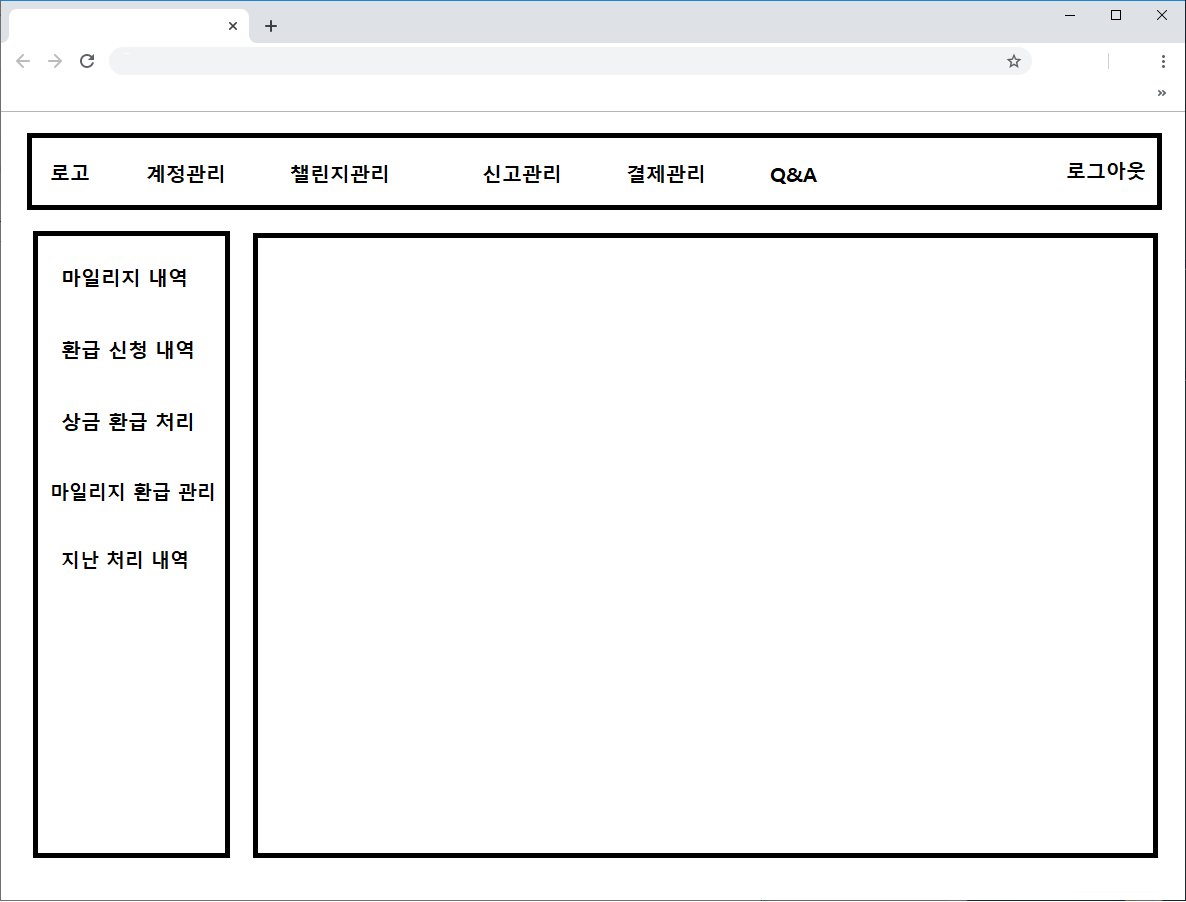 로고 계정관리 챌린지관리 신고관리 결제관리 Q&A 로그아웃
마일리지 내역
환급 신청 내역
상금 환급 처리
마일리지 환급 관리
지난 처리 내역